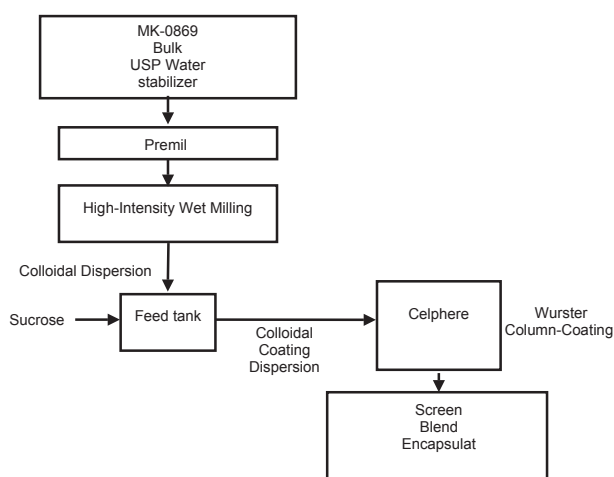 MK-0869
Bulk
USP Water
stabilizer
Premil
High-Intensity Wet Milling
Colloidal Dispersion
Sucrose
Feed tank
Colloidal
Coating
Dispersion
Celphere
Wurster
Column-Coating
Screen
Blend
Encapsulat